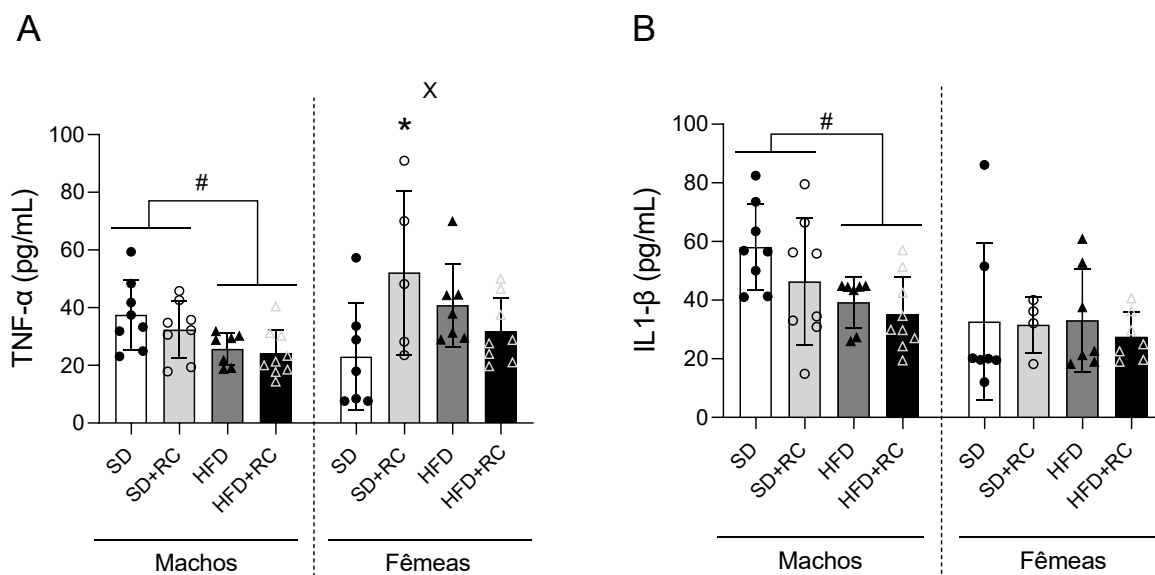 A
TNF-α (pg/mL)
100
80
60
40
20
0
#
*
X
SD
SD+RC
HFD
HFD+RC
SD
SD+RC
HFD
HFD+RC
Machos
Fêmeas
B
IL1-β (pg/mL)
100
80
60
40
20
0
#
SD
SD+RC
HFD
HFD+RC
SD
SD+RC
HFD
HFD+RC
Machos
Fêmeas